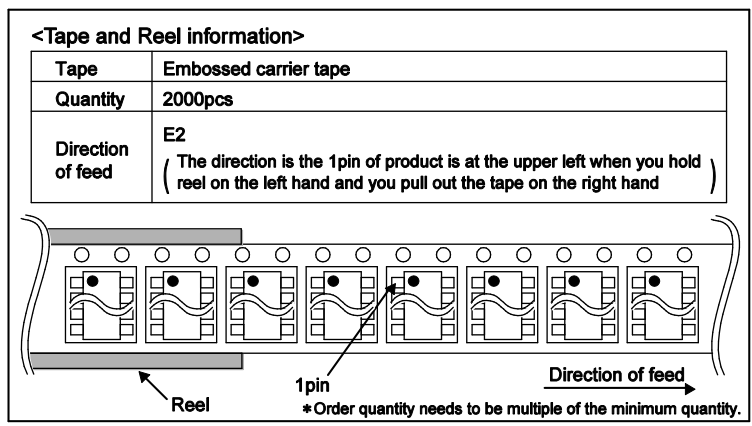 <Tape and Reel information>
Tape Embossed carrier tape
Quantity 2000pcs
Direction of feed
E2
( The direction is the 1pin of product is at the upper left when you hold
reel on the left hand and you pull out the tape on the right hand )
1pin
Direction of feed
Reel
*Order quantity needs to be multiple of the minimum quantity.